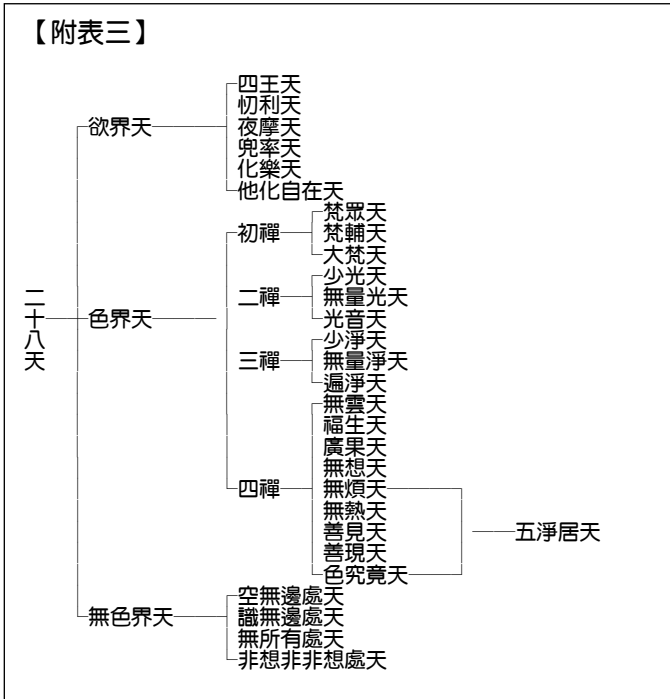 【附表三】
四王天
忉利天
欲界天
夜摩天
兜率天
化樂天
他化自在天
梵眾天
初禪
梵輔天
大梵天
少光天
二禪
無量光天
二十八天
色界天
光音天
少淨天
三禪
無量淨天
遍淨天
無雲天
福生天
廣果天
無想天
四禪
無煩天
無熱天
五淨居天
善見天
善現天
色究竟天
空無邊處天
無色界天
識無邊處天
無所有處天
非想非非想處天